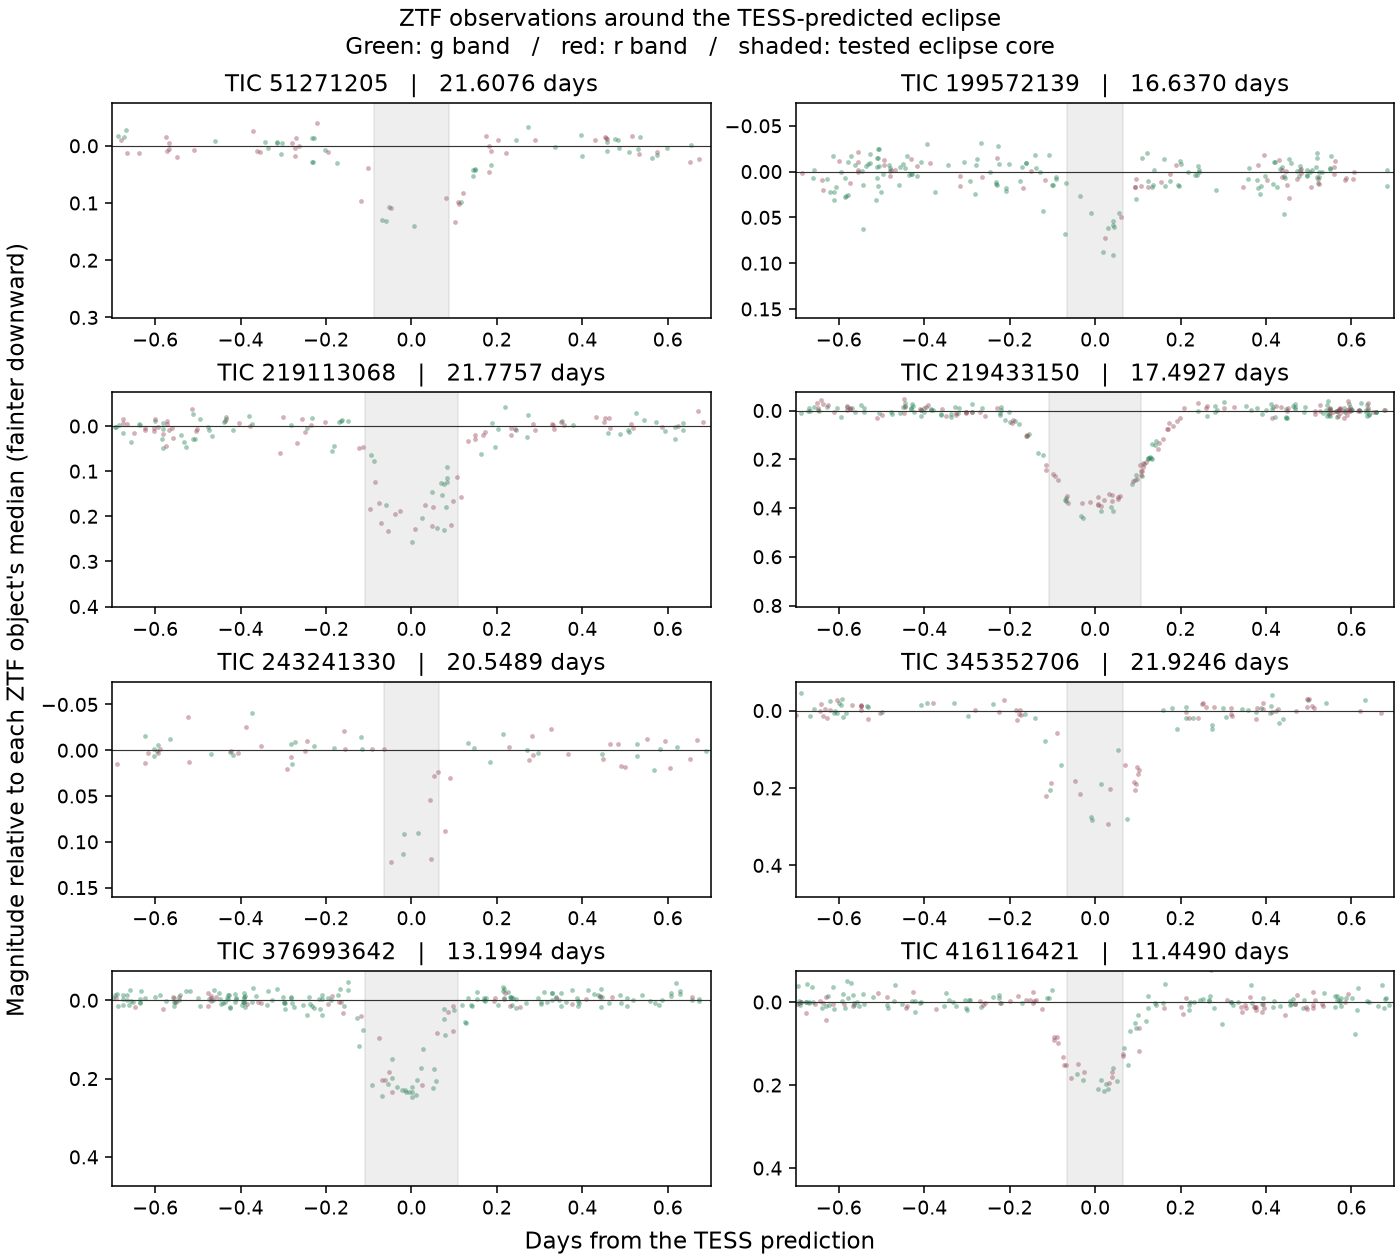 ZTF observations around the TESS-predicted eclipse
Green: g band / red: r band / shaded: tested eclipse core
Magnitude relative to each ZTF object's median (fainter downward)
TIC 51271205 | 21.6076 days
0.0
0.1
0.2
0.3
−0.6 −0.4 −0.2 0.0 0.2 0.4 0.6
TIC 199572139 | 16.6370 days
−0.05
0.00
0.05
0.10
0.15
−0.6 −0.4 −0.2 0.0 0.2 0.4 0.6
TIC 219113068 | 21.7757 days
0.0
0.1
0.2
0.3
0.4
−0.6 −0.4 −0.2 0.0 0.2 0.4 0.6
TIC 219433150 | 17.4927 days
0.0
0.2
0.4
0.6
0.8
−0.6 −0.4 −0.2 0.0 0.2 0.4 0.6
TIC 243241330 | 20.5489 days
−0.05
0.00
0.05
0.10
0.15
−0.6 −0.4 −0.2 0.0 0.2 0.4 0.6
TIC 345352706 | 21.9246 days
0.0
0.2
0.4
−0.6 −0.4 −0.2 0.0 0.2 0.4 0.6
TIC 376993642 | 13.1994 days
0.0
0.2
0.4
−0.6 −0.4 −0.2 0.0 0.2 0.4 0.6
TIC 416116421 | 11.4490 days
0.0
0.2
0.4
−0.6 −0.4 −0.2 0.0 0.2 0.4 0.6
Days from the TESS prediction